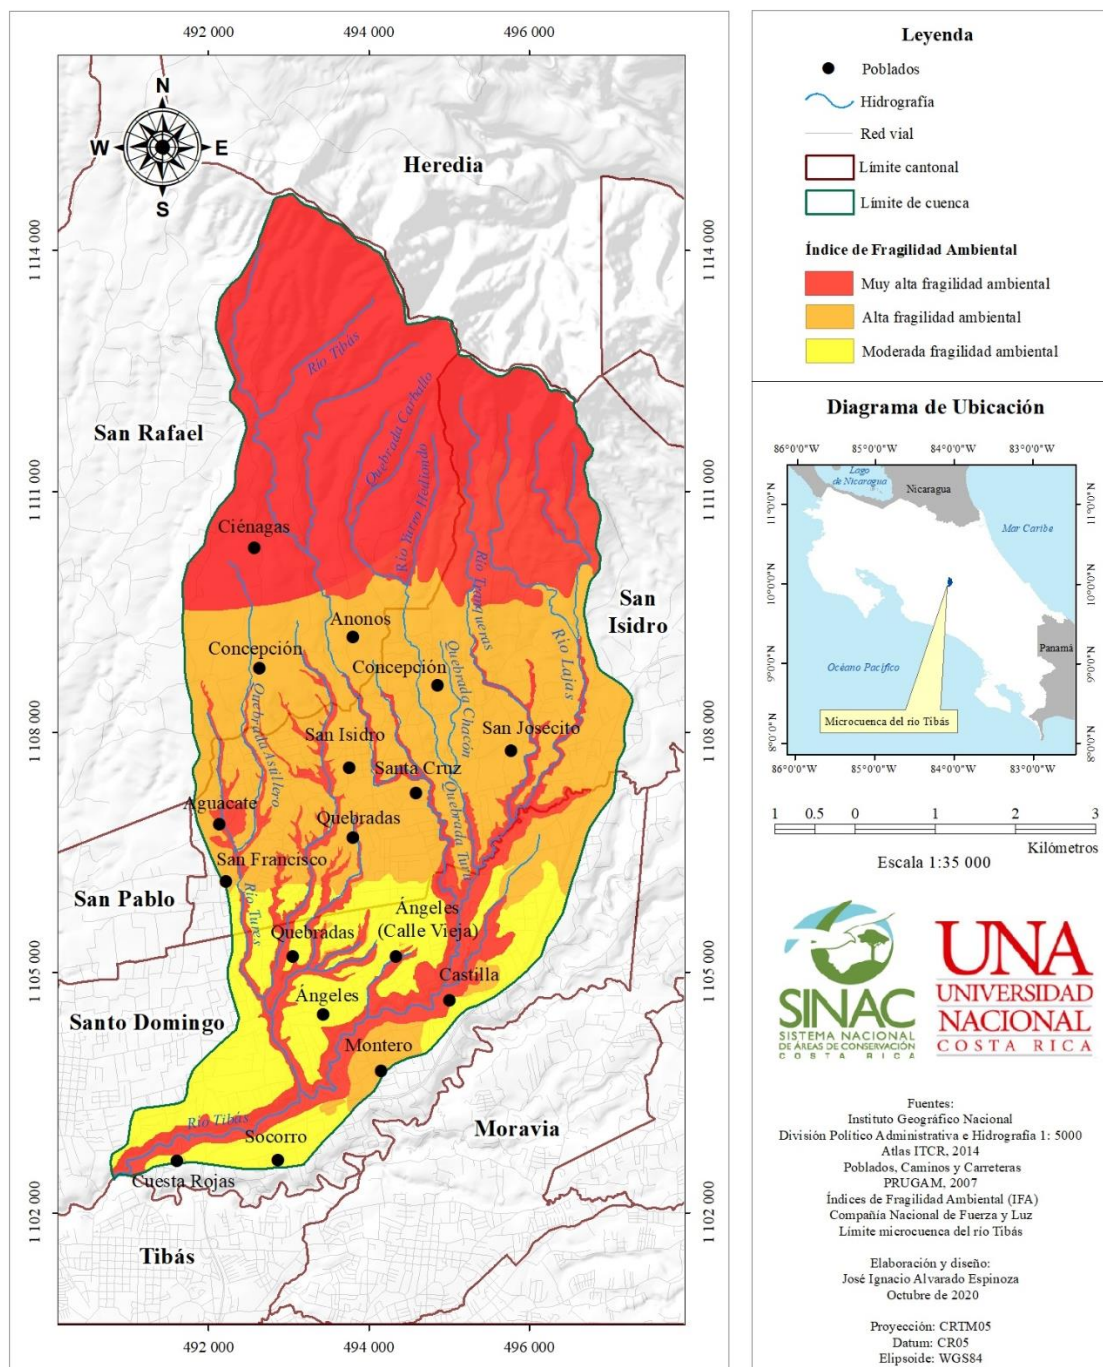 492 000
494 000
496 000
N
W
E
S
Heredia
1 114 000
1 114 000
Río Tibás
San Rafael
Quebrada Carballo
1 111 000
1 111 000
Río Yurro Hediondo
Ciénagas
Río Tranqueras
San
Isidro
Anonos
Concepción
Concepción
Río Lajas
Quebrada Chacón
Quebrada Astillero
San Isidro
San Josecito
1 108 000
1 108 000
Santa Cruz
Aguacate
Quebradas
Quebrada Turú
San Francisco
San Pablo
Río Tures
Ángeles
(Calle Vieja)
Quebradas
1 105 000
1 105 000
Castilla
Ángeles
Santo Domingo
Montero
Río Tibás
Moravia
Socorro
Cuesta Rojas
1 102 000
1 102 000
Tibás
492 000
494 000
496 000
Leyenda
Poblados
Hidrografía
Red vial
Límite cantonal
Límite de cuenca
Índice de Fragilidad Ambiental
Muy alta fragilidad ambiental
Alta fragilidad ambiental
Moderada fragilidad ambiental
Diagrama de Ubicación
86°0'0"W
85°0'0"W
84°0'0"W
83°0'0"W
Lago
de Nicaragua
Nicaragua
11°0'0"N
11°0'0"N
Mar Caribe
10°0'0"N
10°0'0"N
Panamá
Océano Pacífico
9°0'0"N
9°0'0"N
Microcuenca del río Tibás
8°0'0"N
8°0'0"N
86°0'0"W
85°0'0"W
84°0'0"W
83°0'0"W
1 0.5 0 1 2 3
Kilómetros
Escala 1:35 000
SINAC
SISTEMA NACIONAL
DE ÁREAS DE CONSERVACIÓN
COSTA RICA
UNA
UNIVERSIDAD
NACIONAL
COSTA RICA
Fuentes:
Instituto Geográfico Nacional
División Político Administrativa e Hidrografía 1: 5000
Atlas ITCR, 2014
Poblados, Caminos y Carreteras
PRUGAM, 2007
Índices de Fragilidad Ambiental (IFA)
Compañía Nacional de Fuerza y Luz
Límite microcuenca del río Tibás
Elaboración y diseño:
José Ignacio Alvarado Espinoza
Octubre de 2020
Proyección: CRTM05
Datum: CR05
Elipsoide: WGS84